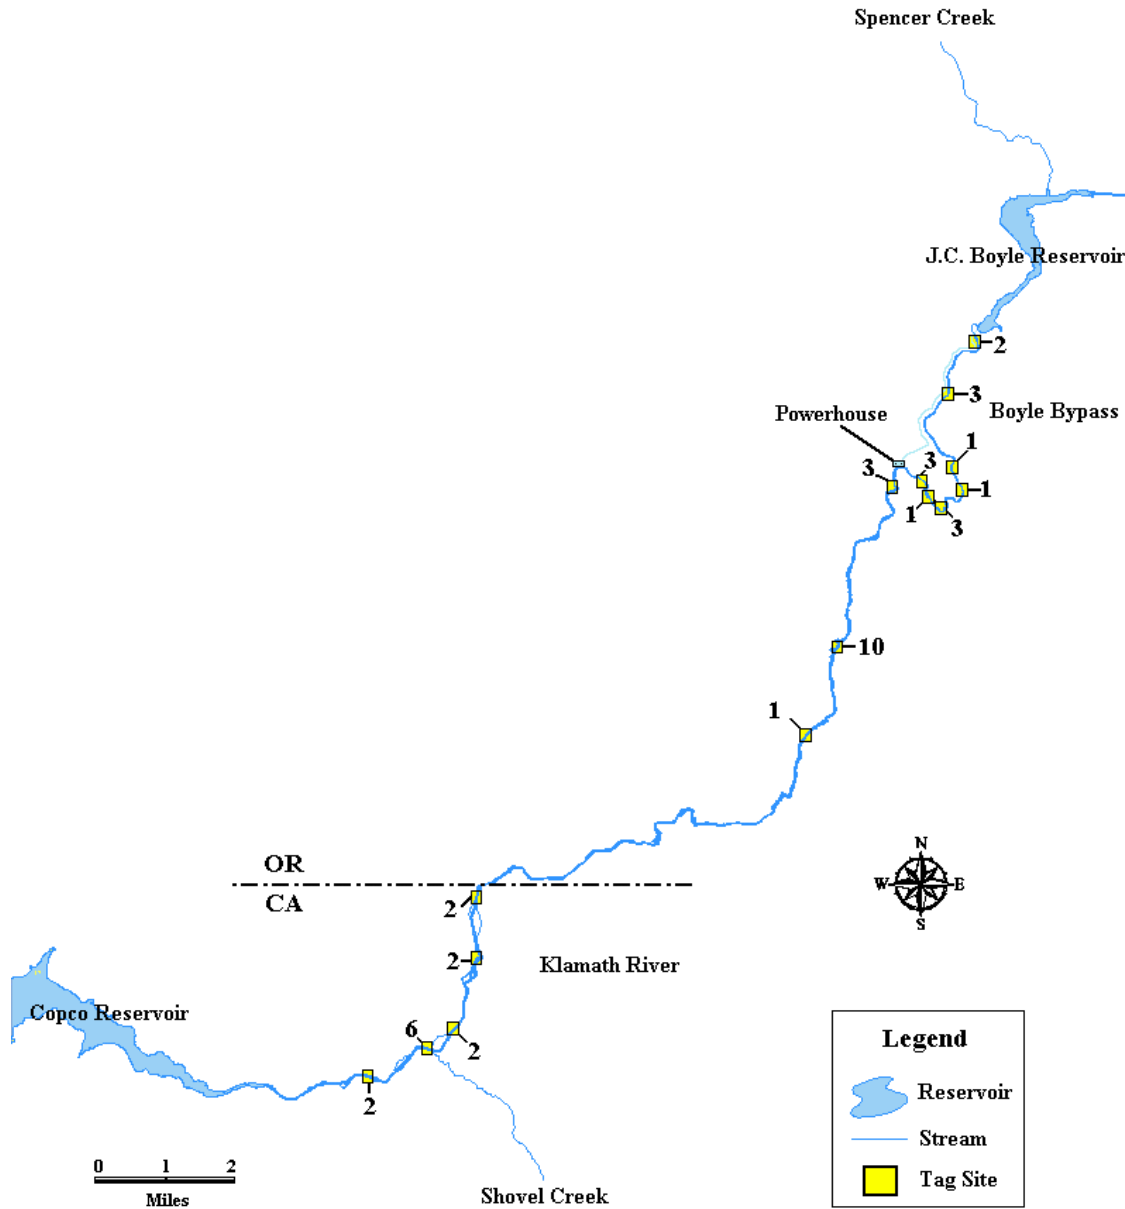 Spencer Creek
J.C. Boyle Reservoir
2
3
Boyle Bypass
Powerhouse
1
3
3
1
1
3
10
1
OR
CA
N
W E
S
2
2
Klamath River
Copco Reservoir
6
2
2
Legend
Reservoir
Stream
Tag Site
0 1 2
Miles
Shovel Creek